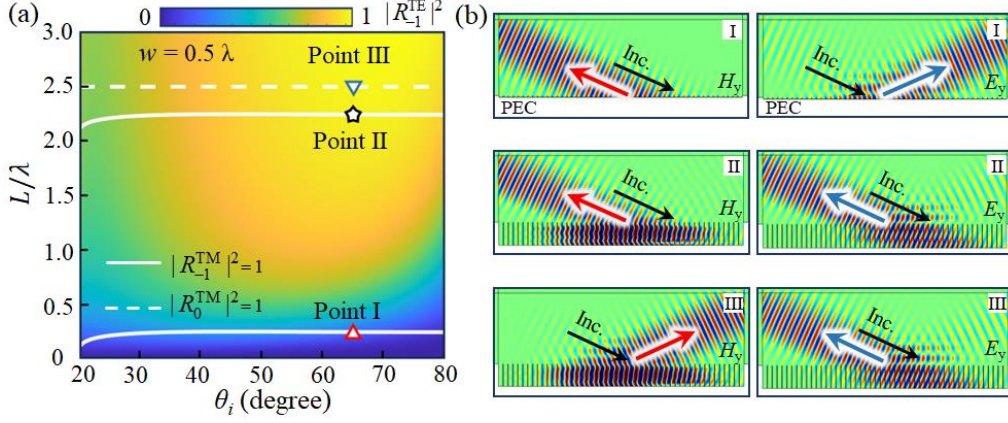 (a)
0
1
|R_{-1}^{TE}|^2
3.0
2.5
2.0
1.5
1.0
0.5
0
L/λ
w = 0.5 λ
Point III
Point II
|R_{-1}^{TM}|^2=1
|R_0^{TM}|^2=1
Point I
20
30
40
50
60
70
80
θ_i (degree)
(b)
I
Inc.
H_y
PEC
I
Inc.
E_y
PEC
II
Inc.
H_y
II
Inc.
E_y
III
Inc.
H_y
III
Inc.
E_y